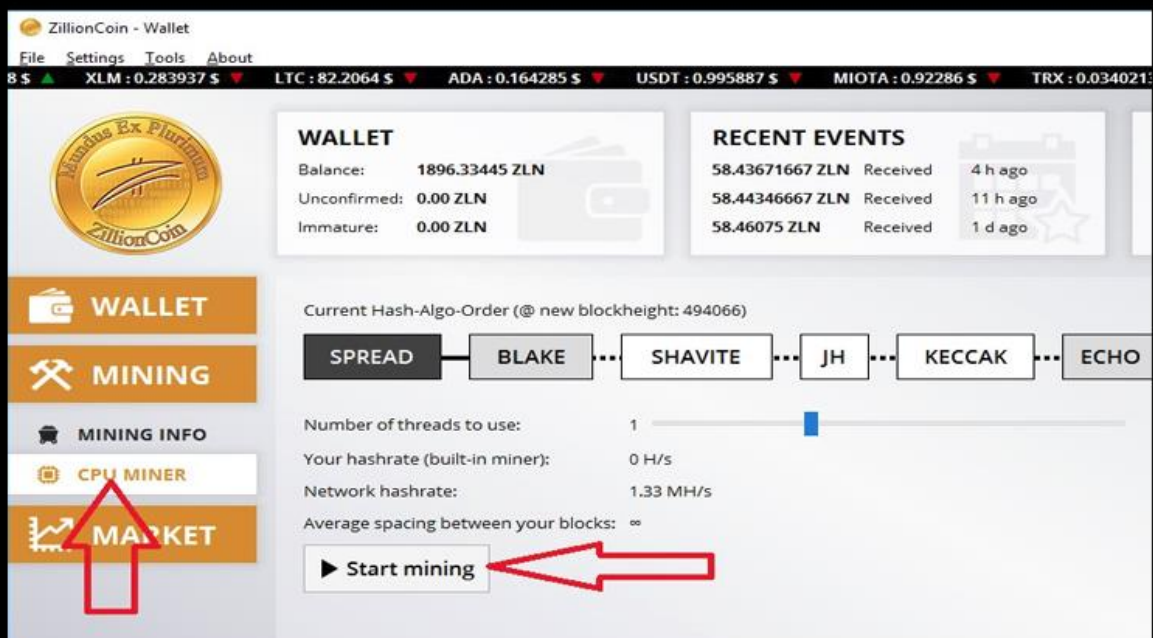 ZillionCoin - Wallet
File Settings Tools About
8 $ ▲ XLM : 0.283937 $ ▼ LTC : 82.2064 $ ▼ ADA : 0.164285 $ ▼ USDT : 0.995887 $ ▼ MIOTA : 0.92286 $ ▼ TRX : 0.0340213
Mundus Ex Plurimum
ZillionCoin
WALLET
Balance: 1896.33445 ZLN
Unconfirmed: 0.00 ZLN
Immature: 0.00 ZLN
RECENT EVENTS
58.43671667 ZLN Received 4 h ago
58.44346667 ZLN Received 11 h ago
58.46075 ZLN Received 1 d ago
WALLET
MINING
MINING INFO
CPU MINER
MARKET
Current Hash-Algo-Order (@ new blockheight: 494066)
SPREAD BLAKE SHAVITE JH KECCAK ECHO
Number of threads to use: 1
Your hashrate (built-in miner): 0 H/s
Network hashrate: 1.33 MH/s
Average spacing between your blocks: ∞
▶ Start mining